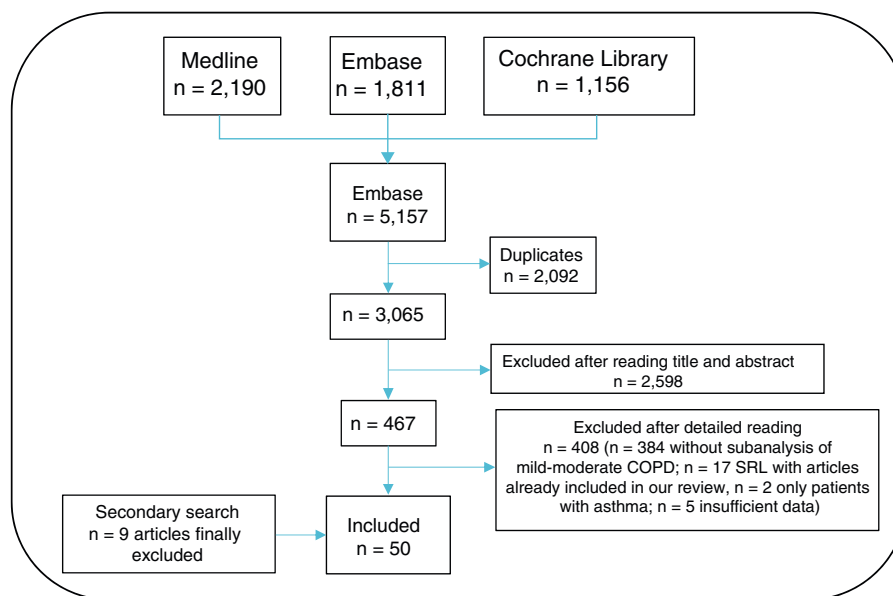 Medline
n = 2,190
Embase
n = 1,811
Cochrane Library
n = 1,156
Embase
n = 5,157
Duplicates
n = 2,092
n = 3,065
Excluded after reading title and abstract
n = 2,598
n = 467
Excluded after detailed reading
n = 408 (n = 384 without subanalysis of
mild-moderate COPD; n = 17 SRL with articles
already included in our review, n = 2 only patients
with asthma; n = 5 insufficient data)
Secondary search
n = 9 articles finally
excluded
Included
n = 50